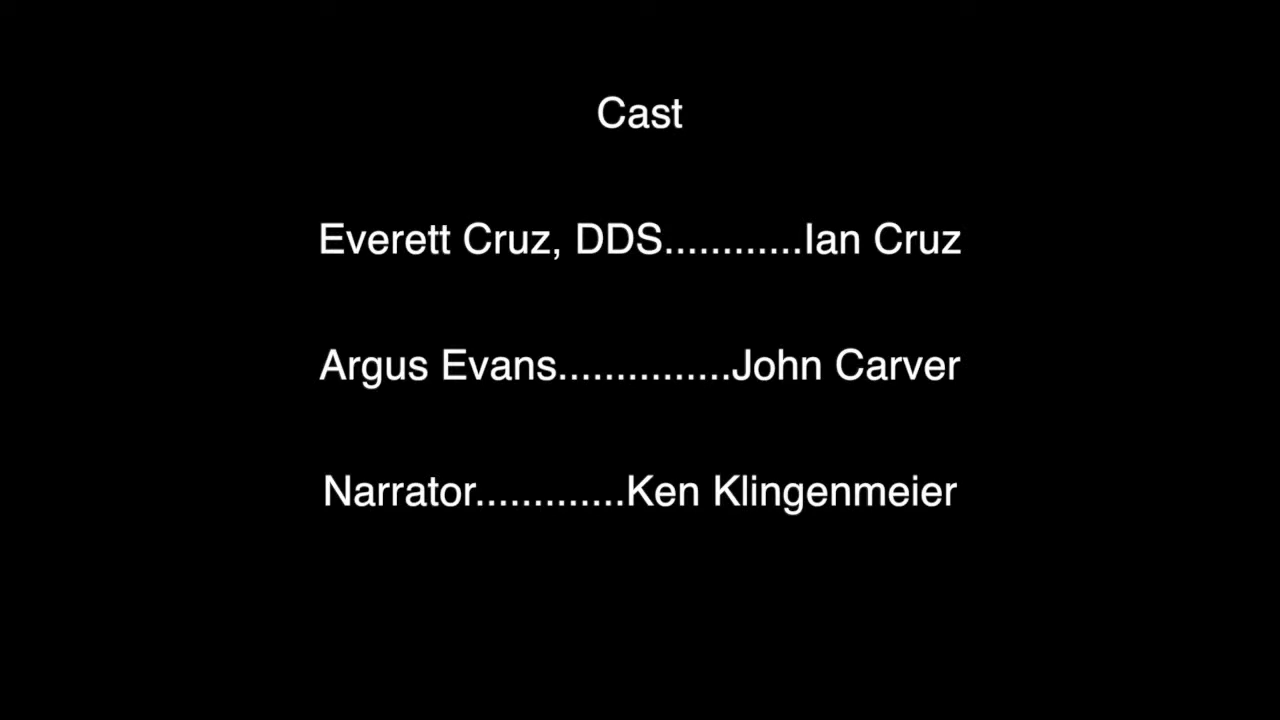 Cast
Everett Cruz, DDS............Ian Cruz
Argus Evans...............John Carver
Narrator.............Ken Klingenmeier